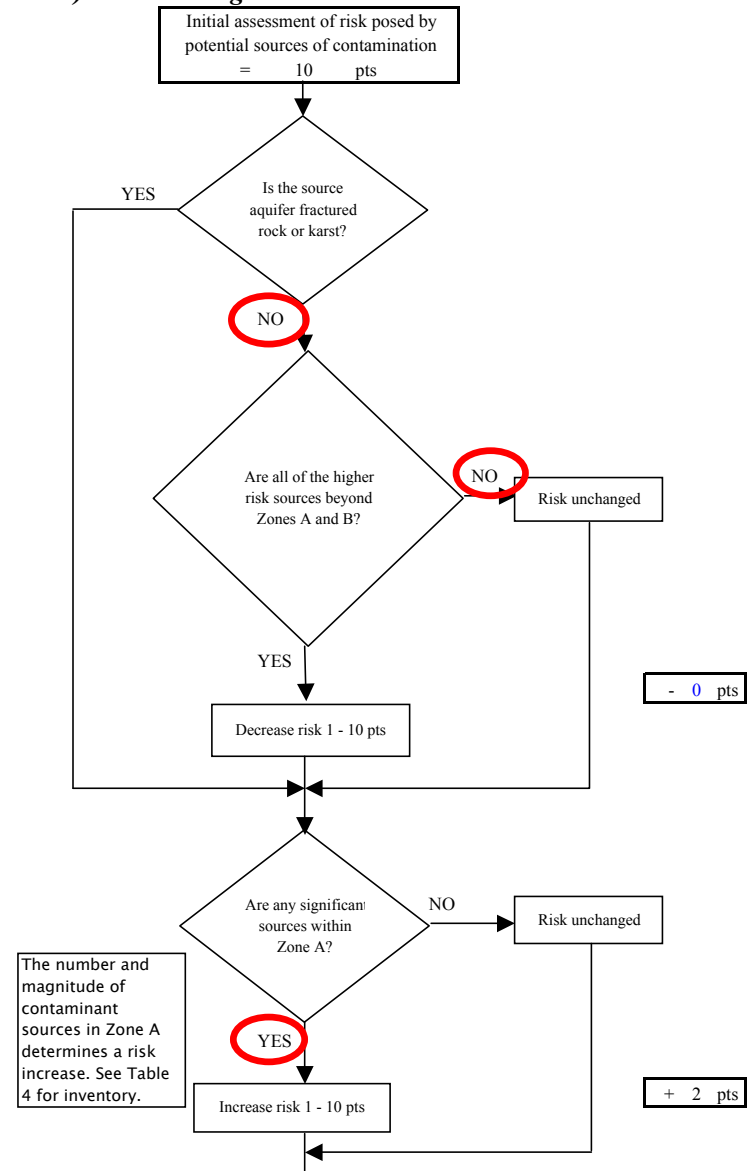 Initial assessment of risk posed by
potential sources of contamination
= 10 pts
YES
Is the source
aquifer fractured
rock or karst?
NO
Are all of the higher
risk sources beyond
Zones A and B?
NO
Risk unchanged
YES
- 0 pts
Decrease risk 1 - 10 pts
Are any significant
sources within
Zone A?
NO
Risk unchanged
The number and
magnitude of
contaminant
sources in Zone A
determines a risk
increase. See Table
4 for inventory.
YES
Increase risk 1 - 10 pts
+ 2 pts